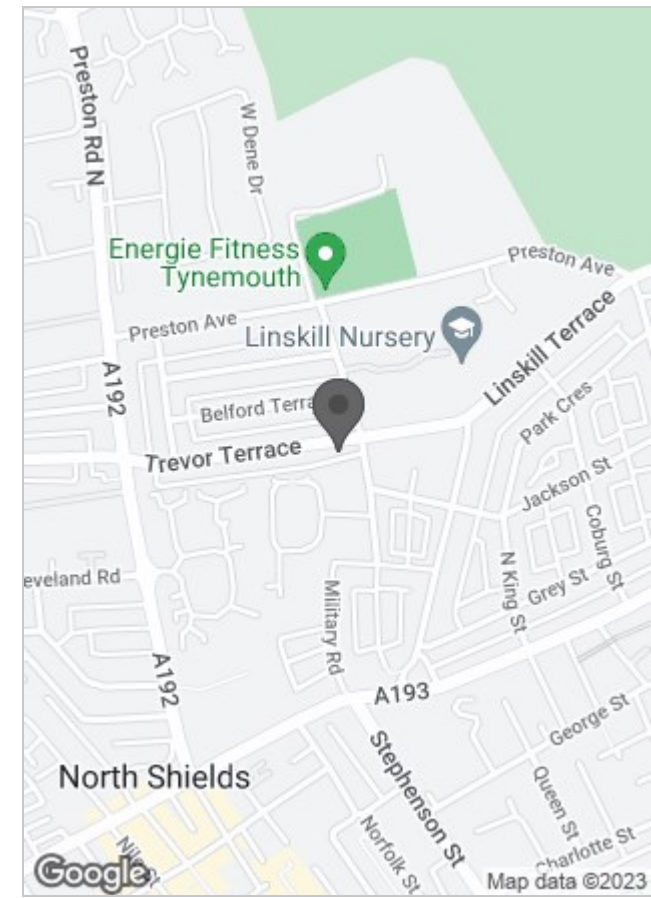 Preston Rd N
W Dene Dr
Energie Fitness
Tynemouth
Preston Ave
Preston Ave
Linskill Nursery
Linskill Terrace
A192
Belford Terra
Park Cres
Trevor Terrace
Jackson St
Coburg St
eveland Rd
N King St
Grey St
Military Rd
A192
A193
George St
Stephenson St
North Shields
Queen St
Norfolk St
Charlotte St
Google
Map data ©2023